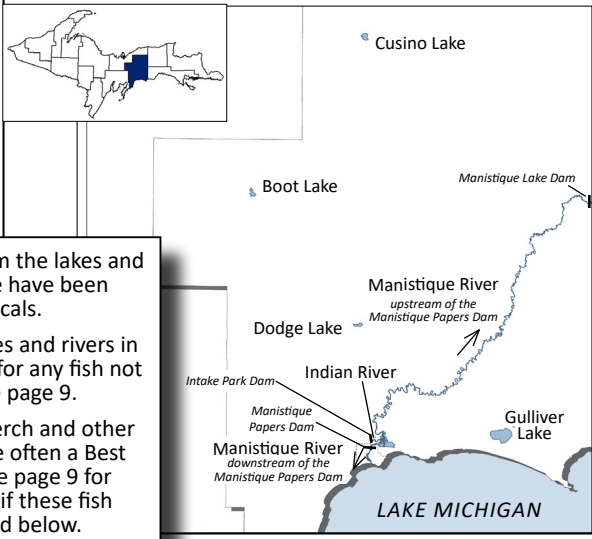 Cusino Lake
Manistique Lake Dam
Boot Lake
m the lakes and
e have been
cals.
es and rivers in
for any fish not
page 9.
erch and other
e often a Best
e page 9 for
if these fish
d below.
Manistique River
upstream of the
Manistique Papers Dam
Dodge Lake
Indian River
Intake Park Dam
Manistique
Papers Dam
Gulliver
Lake
Manistique River
downstream of the
Manistique Papers Dam
LAKE MICHIGAN